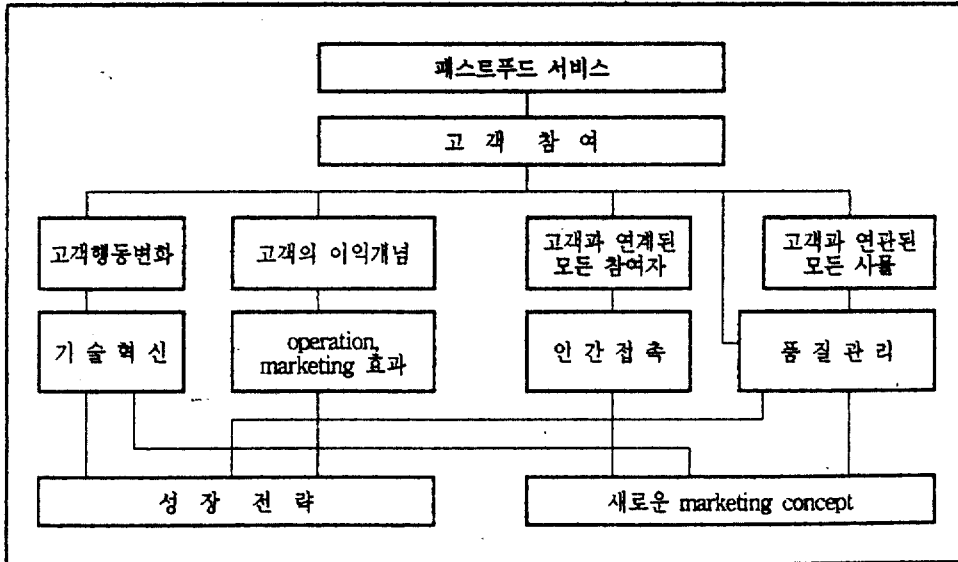 패스트푸드 서비스
고 객 참 여
고객행동변화
고객의 이익개념
고객과 연계된
모든 참여자
고객과 연관된
모든 사물
기 술 혁 신
operation,
marketing 효과
인 간 접 촉
품 질 관 리
성 장 전 략
새로운 marketing concept